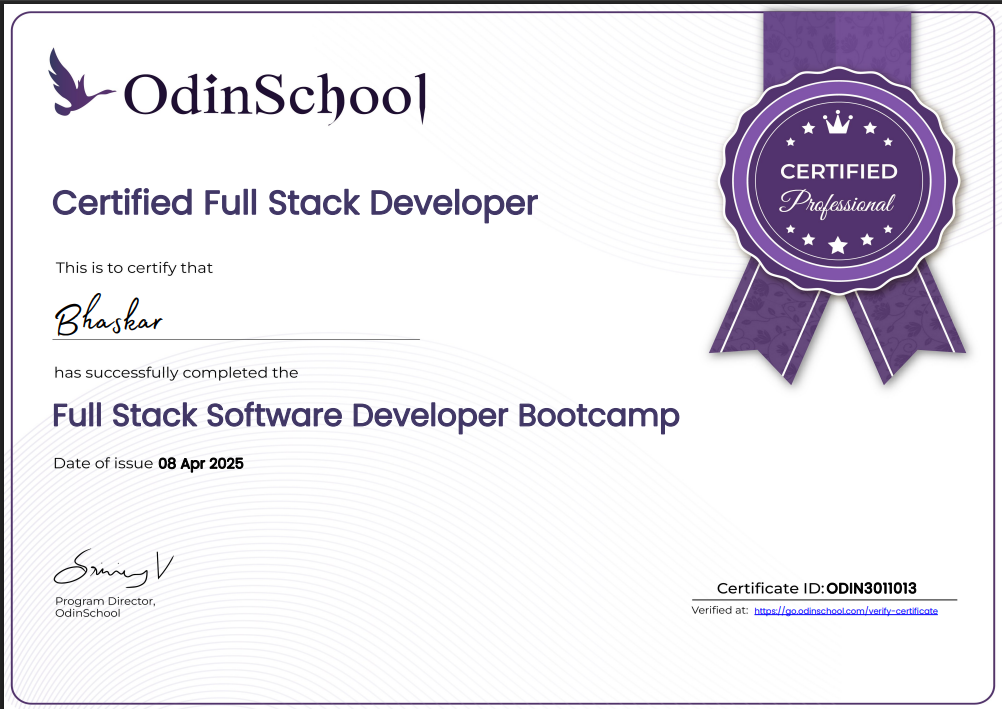 OdinSchool
CERTIFIED
Professional
Certified Full Stack Developer
This is to certify that
Bhaskar
has successfully completed the
Full Stack Software Developer Bootcamp
Date of issue 08 Apr 2025
Program Director,
OdinSchool
Certificate ID:ODIN3011013
Verified at: https://go.odinschool.com/verify-certificate